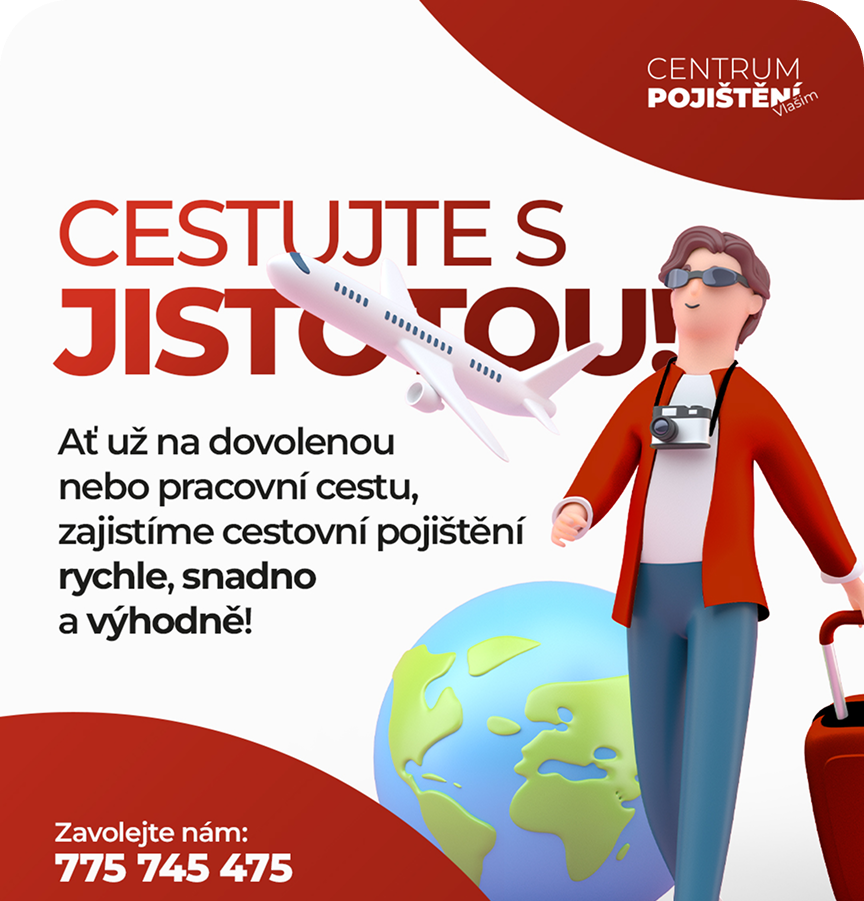 CENTRUM
POJIŠTĚNÍ
Vlašim
CESTUJTE S
JISTOTOU!
Ať už na dovolenou
nebo pracovní cestu,
zajistíme cestovní pojištění
rychle, snadno
a výhodně!
Zavolejte nám:
775 745 475